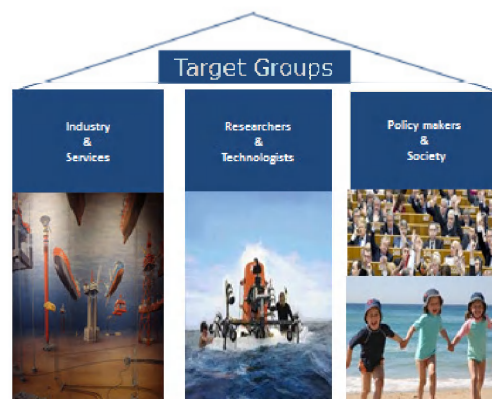 Target Groups
Industry
&
Services
Researchers
&
Technologists
Policy makers
&
Society